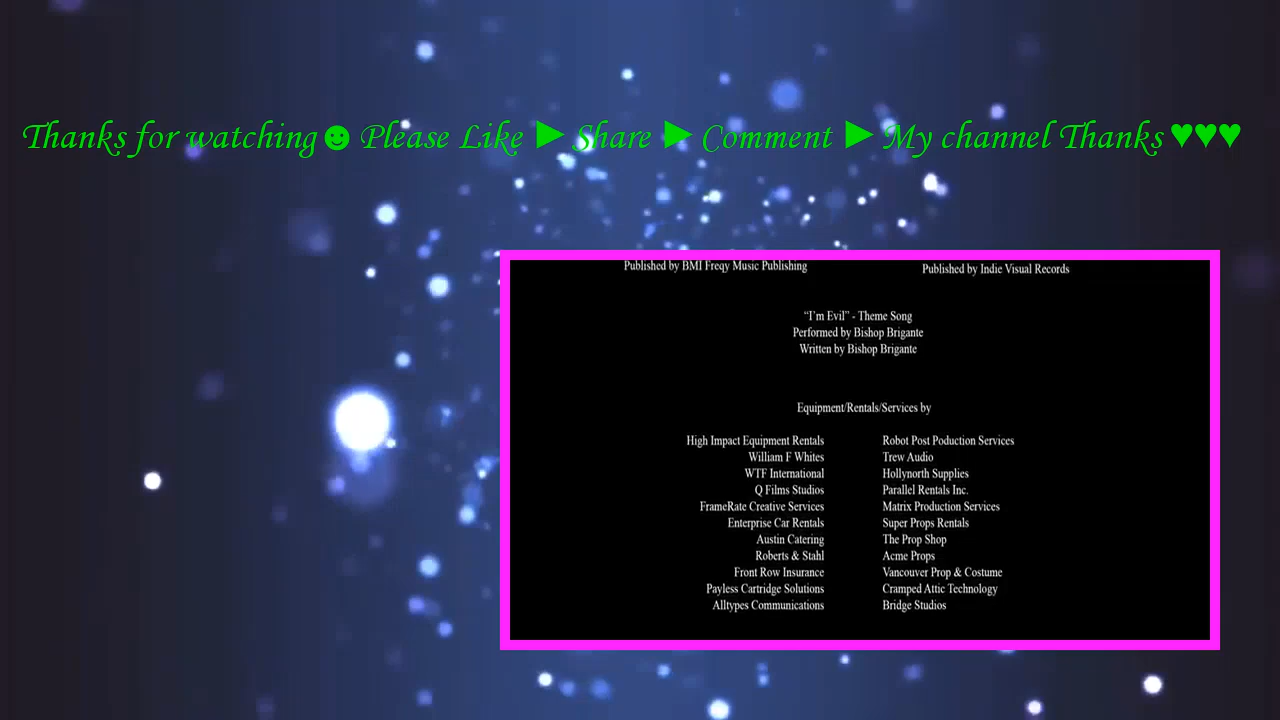 Thanks for watching☻ Please Like ► Share ► Comment ► My channel Thanks ♥♥♥
Published by BMI Freqy Music Publishing Published by Indie Visual Records
“I’m Evil” - Theme Song
Performed by Bishop Brigante
Written by Bishop Brigante
Equipment/Rentals/Services by
High Impact Equipment Rentals Robot Post Poduction Services
William F Whites Trew Audio
WTF International Hollynorth Supplies
Q Films Studios Parallel Rentals Inc.
FrameRate Creative Services Matrix Production Services
Enterprise Car Rentals Super Props Rentals
Austin Catering The Prop Shop
Roberts & Stahl Acme Props
Front Row Insurance Vancouver Prop & Costume
Payless Cartridge Solutions Cramped Attic Technology
Alltypes Communications Bridge Studios